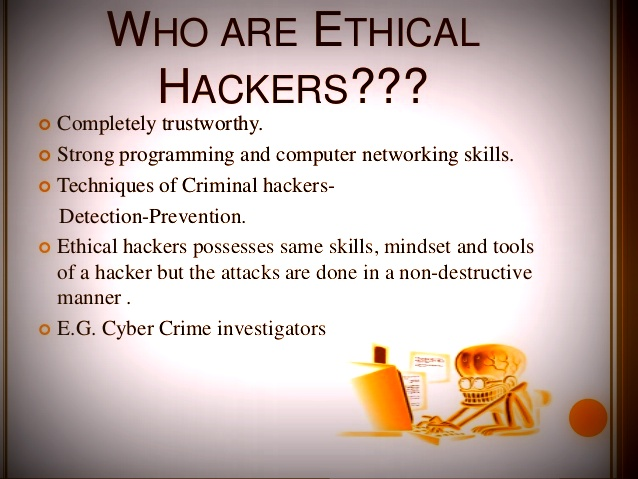 WHO ARE ETHICAL
HACKERS???
Completely trustworthy.
Strong programming and computer networking skills.
Techniques of Criminal hackers-
Detection-Prevention.
Ethical hackers possesses same skills, mindset and tools
of a hacker but the attacks are done in a non-destructive
manner .
E.G. Cyber Crime investigators